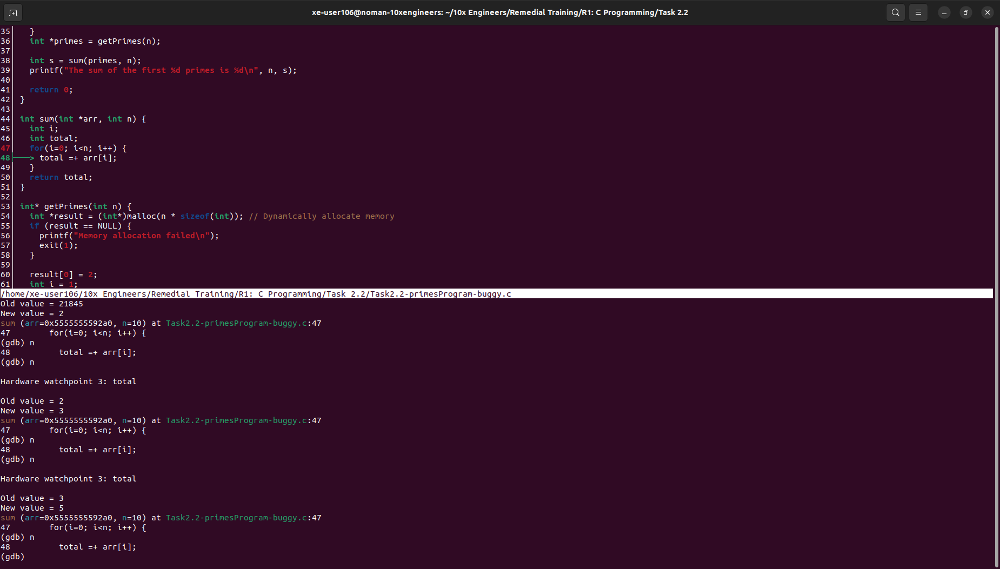 xe-user106@noman-10xengineers: ~/10x Engineers/Remedial Training/R1: C Programming/Task 2.2
35    }
36    int *primes = getPrimes(n);
37
38    int s = sum(primes, n);
39    printf("The sum of the first %d primes is %d\n", n, s);
40
41    return 0;
42  }
43
44  int sum(int *arr, int n) {
45    int i;
46    int total;
47    for(i=0; i<n; i++) {
48    > total =+ arr[i];
49    }
50    return total;
51  }
52
53  int* getPrimes(int n) {
54    int *result = (int*)malloc(n * sizeof(int)); // Dynamically allocate memory
55    if (result == NULL) {
56      printf("Memory allocation failed\n");
57      exit(1);
58    }
59
60    result[0] = 2;
61    int i = 1;
/home/xe-user106/10x Engineers/Remedial Training/R1: C Programming/Task 2.2/Task2.2-primesProgram-buggy.c
Old value = 21845
New value = 2
sum (arr=0x5555555592a0, n=10) at Task2.2-primesProgram-buggy.c:47
47        for(i=0; i<n; i++) {
(gdb) n
48          total =+ arr[i];
(gdb) n

Hardware watchpoint 3: total

Old value = 2
New value = 3
sum (arr=0x5555555592a0, n=10) at Task2.2-primesProgram-buggy.c:47
47        for(i=0; i<n; i++) {
(gdb) n
48          total =+ arr[i];
(gdb) n

Hardware watchpoint 3: total

Old value = 3
New value = 5
sum (arr=0x5555555592a0, n=10) at Task2.2-primesProgram-buggy.c:47
47        for(i=0; i<n; i++) {
(gdb) n
48          total =+ arr[i];
(gdb)